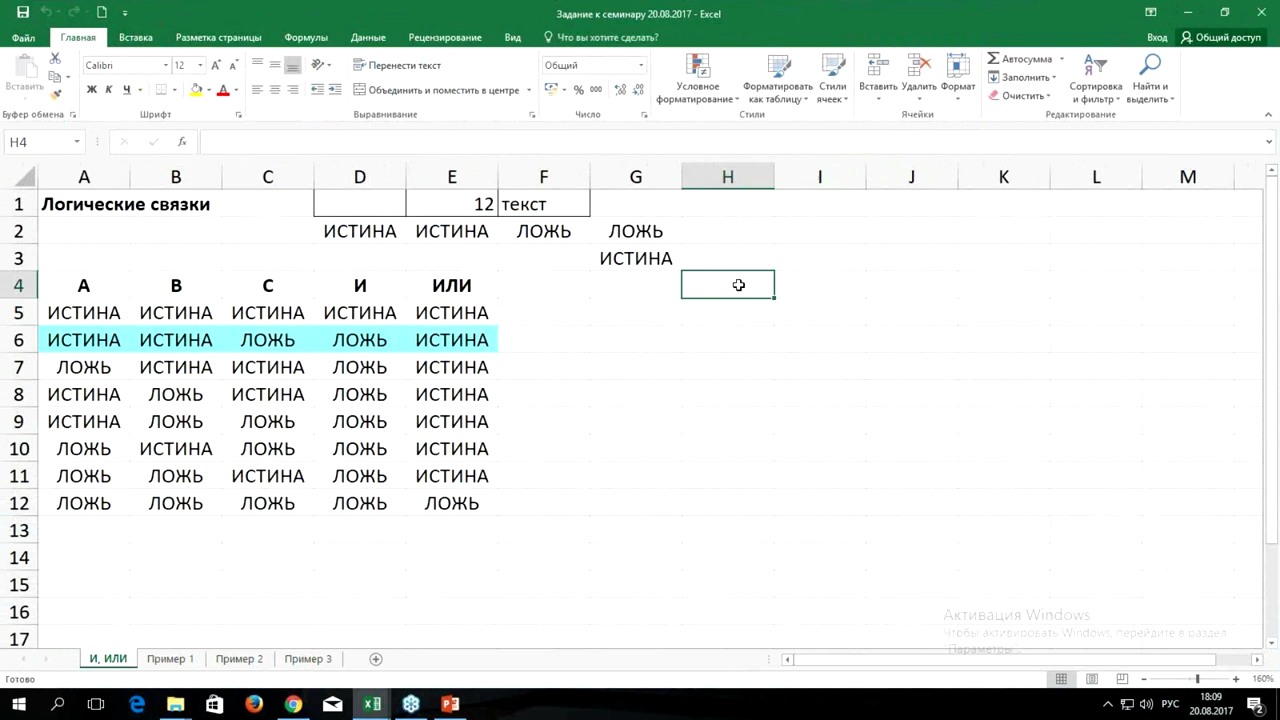 Задание к семинару 20.08.2017 - Excel
Файл Главная Вставка Разметка страницы Формулы Данные Рецензирование Вид Что вы хотите сделать? Вход Общий доступ
Вставить
Буфер обмена
Calibri 12
Ж К Ч А
Шрифт
Перенести текст
Объединить и поместить в центре
Выравнивание
Общий
% 000
Число
Условное форматирование
Форматировать как таблицу
Стили ячеек
Стили
Вставить Удалить Формат
Ячейки
Автосумма
Заполнить
Очистить
Сортировка и фильтр
Найти и выделить
Редактирование
H4 fx
A B C D E F G H I J K L M
1 Логические связки 12 текст
2 ИСТИНА ИСТИНА ЛОЖЬ ЛОЖЬ
3 ИСТИНА
4 А В С И ИЛИ
5 ИСТИНА ИСТИНА ИСТИНА ИСТИНА ИСТИНА
6 ИСТИНА ИСТИНА ЛОЖЬ ЛОЖЬ ИСТИНА
7 ЛОЖЬ ИСТИНА ИСТИНА ЛОЖЬ ИСТИНА
8 ИСТИНА ЛОЖЬ ИСТИНА ЛОЖЬ ИСТИНА
9 ИСТИНА ЛОЖЬ ЛОЖЬ ЛОЖЬ ИСТИНА
10 ЛОЖЬ ИСТИНА ЛОЖЬ ЛОЖЬ ИСТИНА
11 ЛОЖЬ ЛОЖЬ ИСТИНА ЛОЖЬ ИСТИНА
12 ЛОЖЬ ЛОЖЬ ЛОЖЬ ЛОЖЬ ЛОЖЬ
13
14
15
16
17
Активация Windows
Чтобы активировать Windows, перейдите в раздел
"Параметры".
И, ИЛИ Пример 1 Пример 2 Пример 3
Готово 160%
РУС 18:09
20.08.2017 2